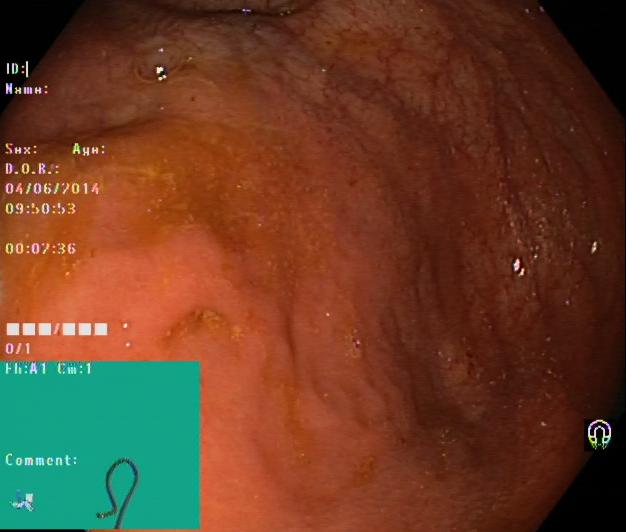 ID:
Name:
Sex: Age:
D.O.B.:
04/06/2014
09:50:53
00:07:36
0/1
Eh:A1 Cm:1
Comment: